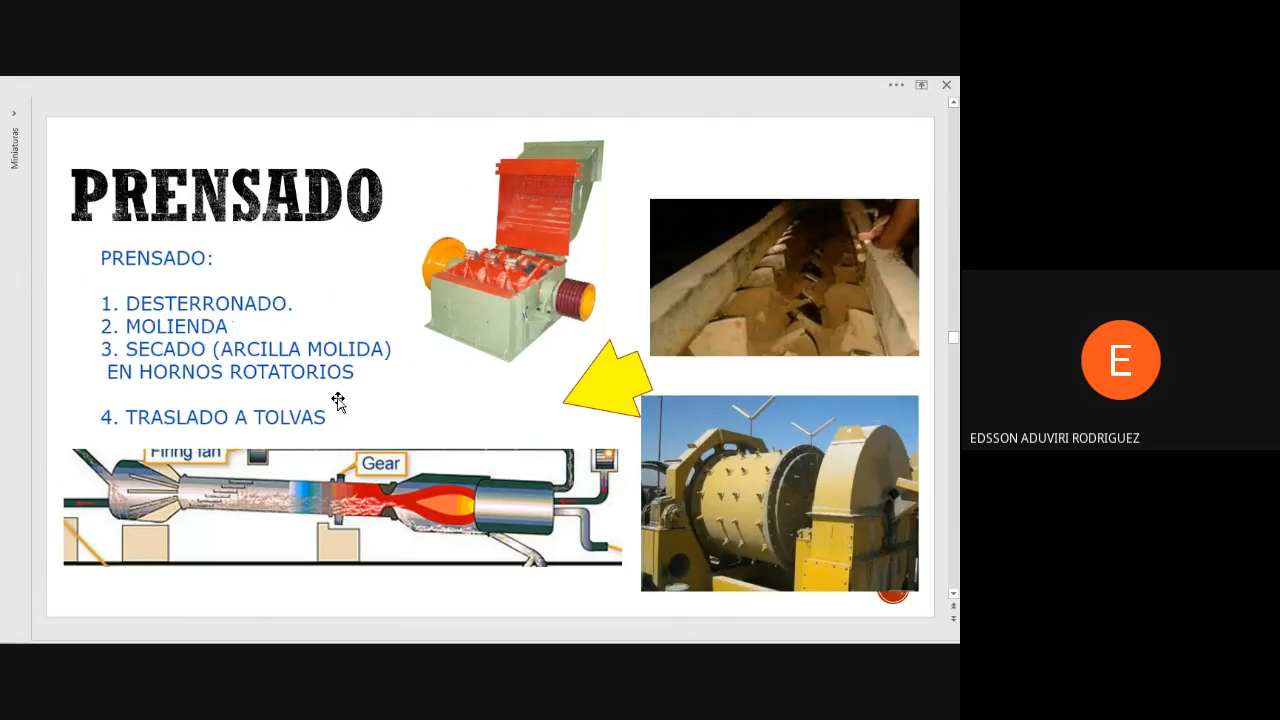 Miniaturas
PRENSADO
PRENSADO:
1. DESTERRONADO.
2. MOLIENDA
3. SECADO (ARCILLA MOLIDA)
EN HORNOS ROTATORIOS
4. TRASLADO A TOLVAS
Firing fan
Gear
E
EDSSON ADUVIRI RODRIGUEZ